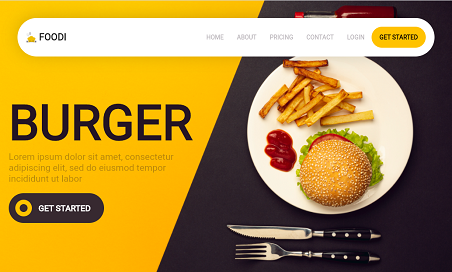 FOODI
HOME ABOUT PRICING CONTACT LOGIN GET STARTED
BURGER
Lorem ipsum dolor sit amet, consectetur
adipiscing elit, sed do eiusmod tempor
incididunt ut labor
GET STARTED